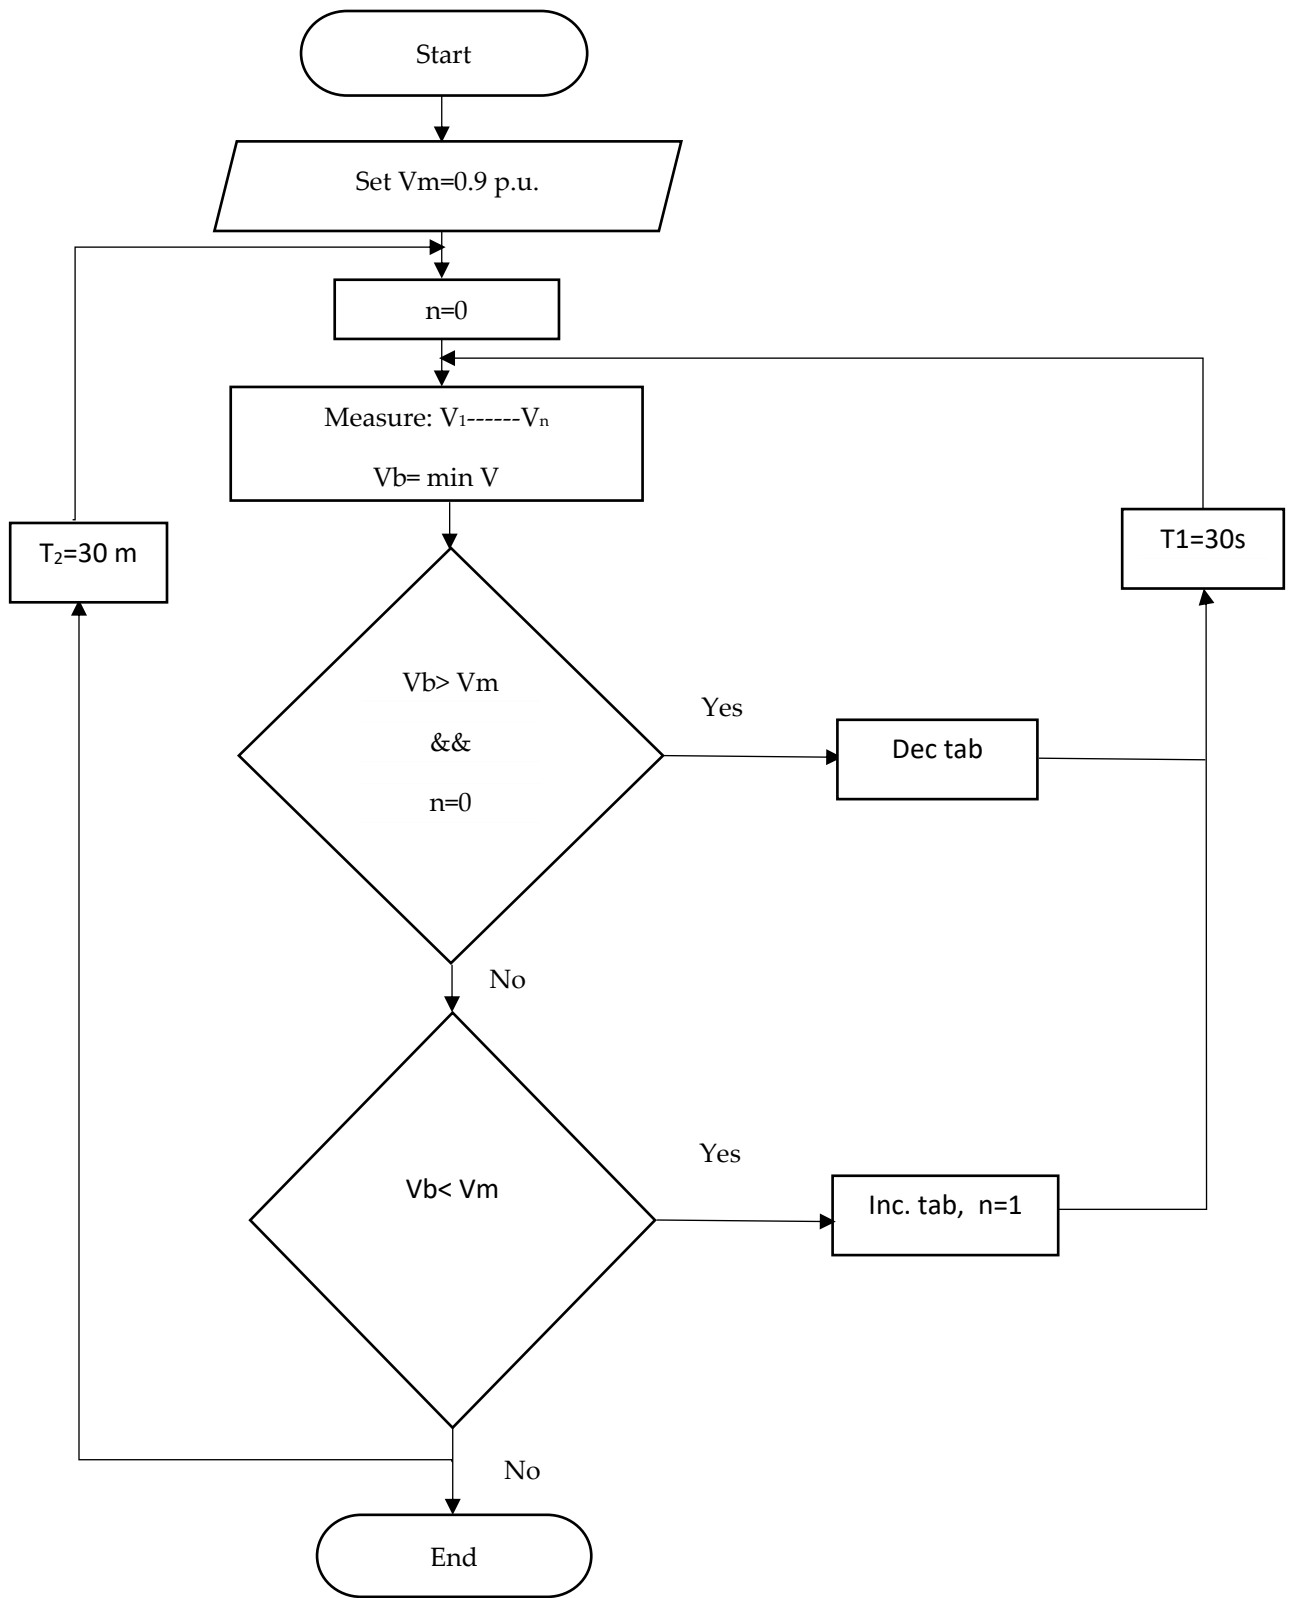 Start
Set Vm=0.9 p.u.
n=0
Measure: V₁------Vₙ
Vb= min V
T₂=30 m
T1=30s
Vb> Vm
&&
n=0
Yes
Dec tab
No
Vb< Vm
Yes
Inc. tab, n=1
No
End